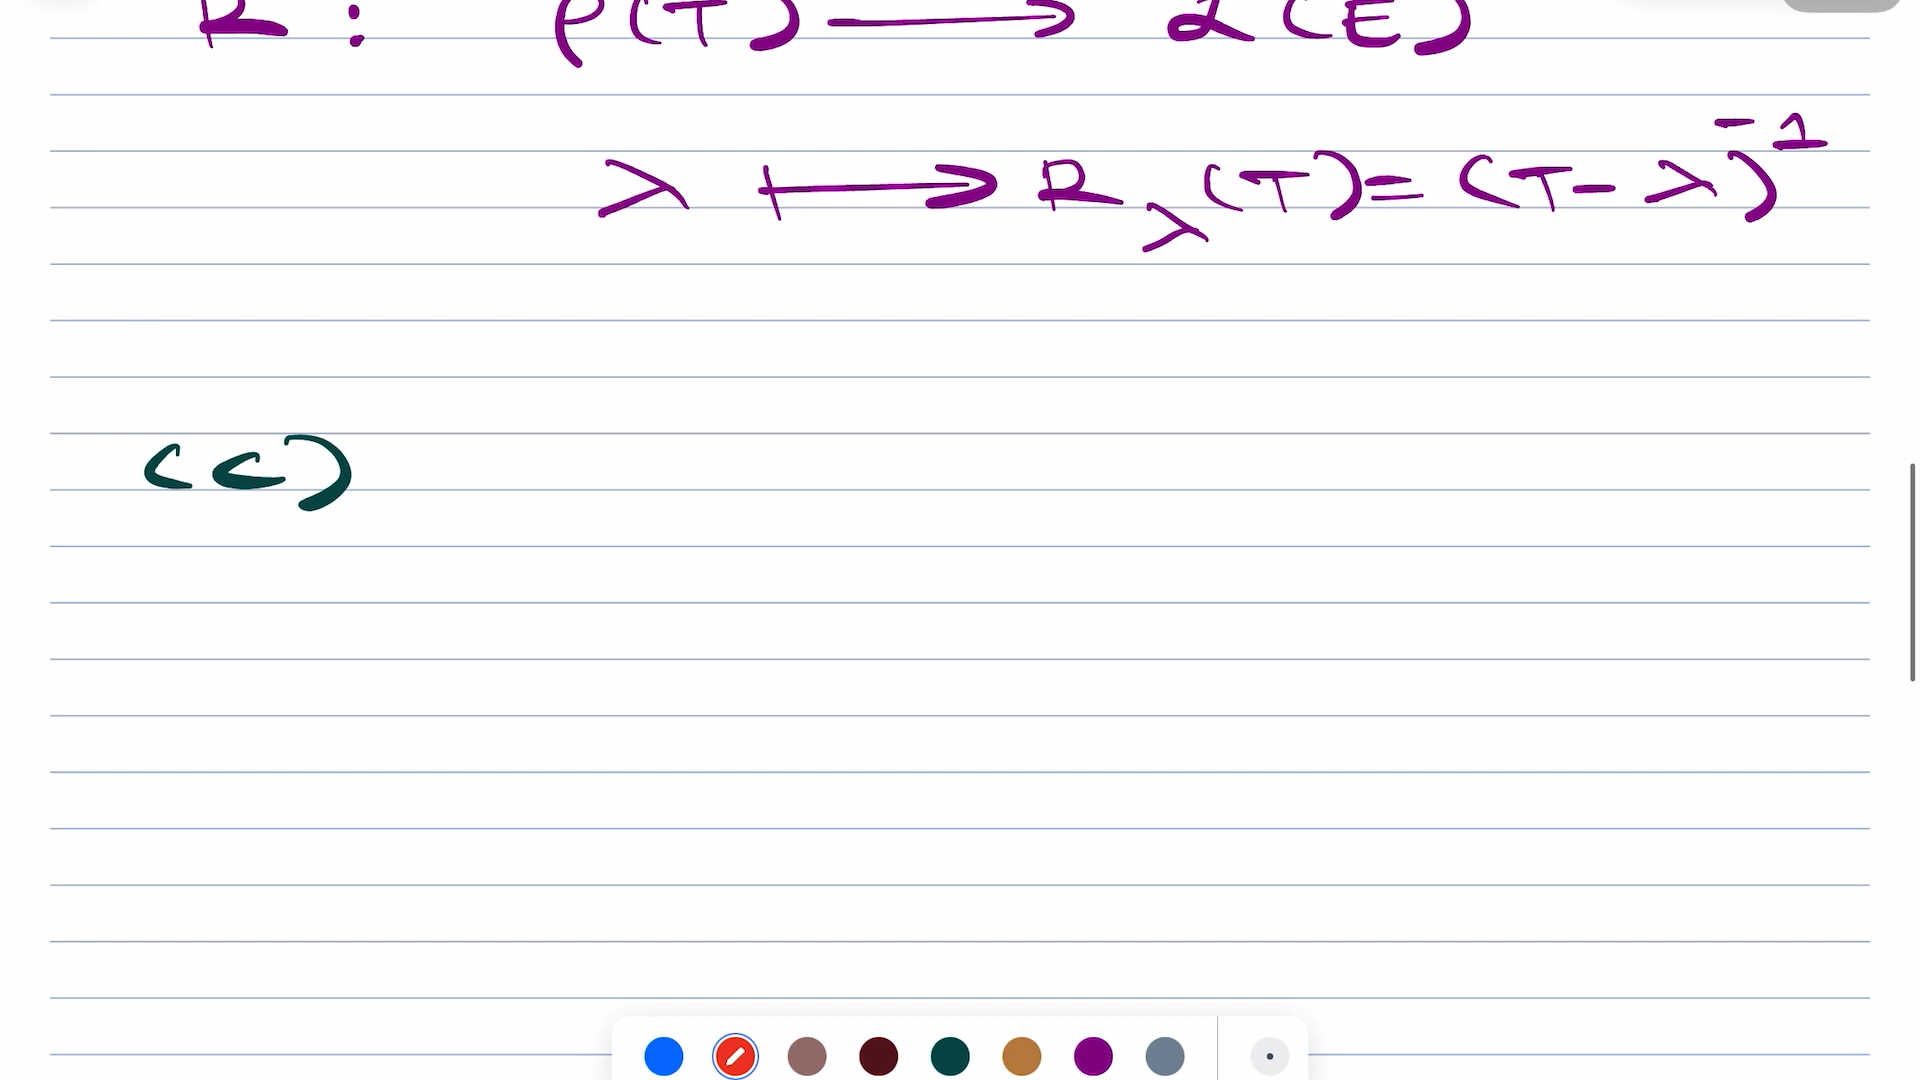 R : ρ(T) ⟶ 𝓛(E)
λ ⟼ R_λ(T) = (T - λ)^{-1}
(c)